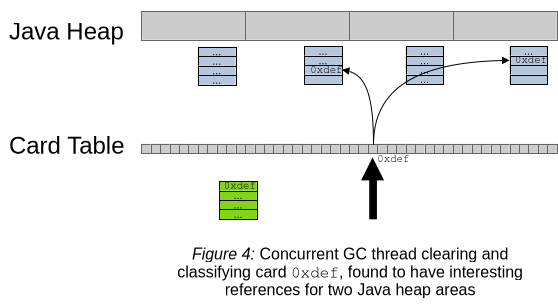 Java Heap
...
...
...
...
...
...
0xdef
...
...
...
...
...
0xdef
...
Card Table
0xdef
0xdef
...
...
...
Figure 4: Concurrent GC thread clearing and
classifying card 0xdef, found to have interesting
references for two Java heap areas